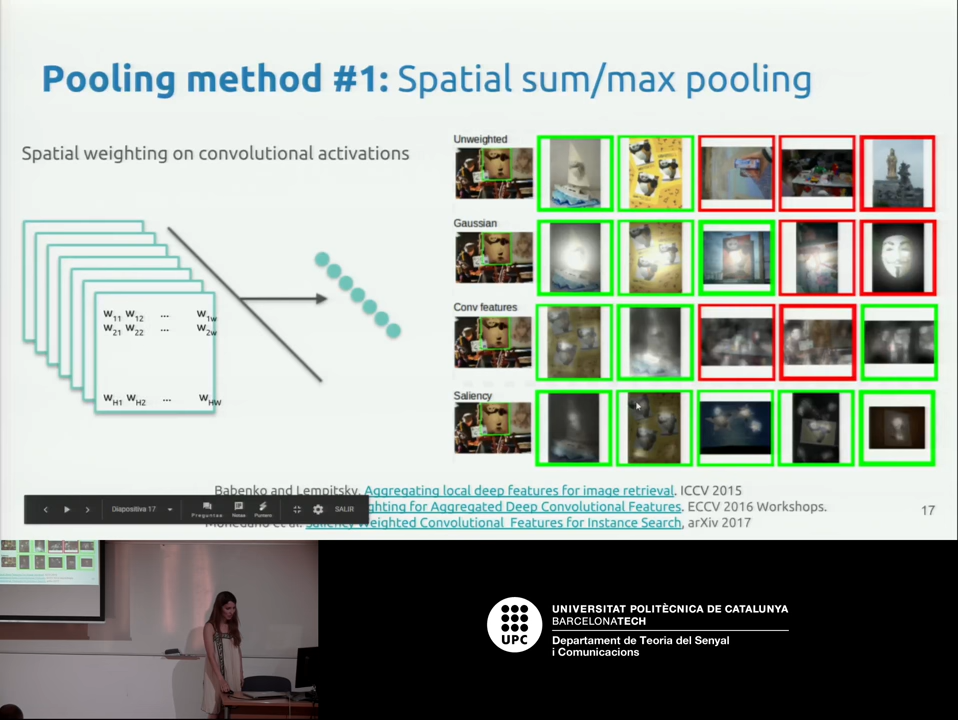 Pooling method #1: Spatial sum/max pooling
Spatial weighting on convolutional activations
w11 w12 ... w1w
w21 w22 ... w2w
wH1 wH2 ... wHW
Unweighted
Gaussian
Conv features
Saliency
Babenko and Lempitsky. Aggregating local deep features for image retrieval. ICCV 2015
ghting for Aggregated Deep Convolutional Features. ECCV 2016 Workshops.
Saliency Weighted Convolutional Features for Instance Search, arXiv 2017
17
Diapositiva 17
Preguntes
Notes
Punter
SALIR
UPC
UNIVERSITAT POLITÈCNICA DE CATALUNYA
BARCELONATECH
Departament de Teoria del Senyal
i Comunicacions